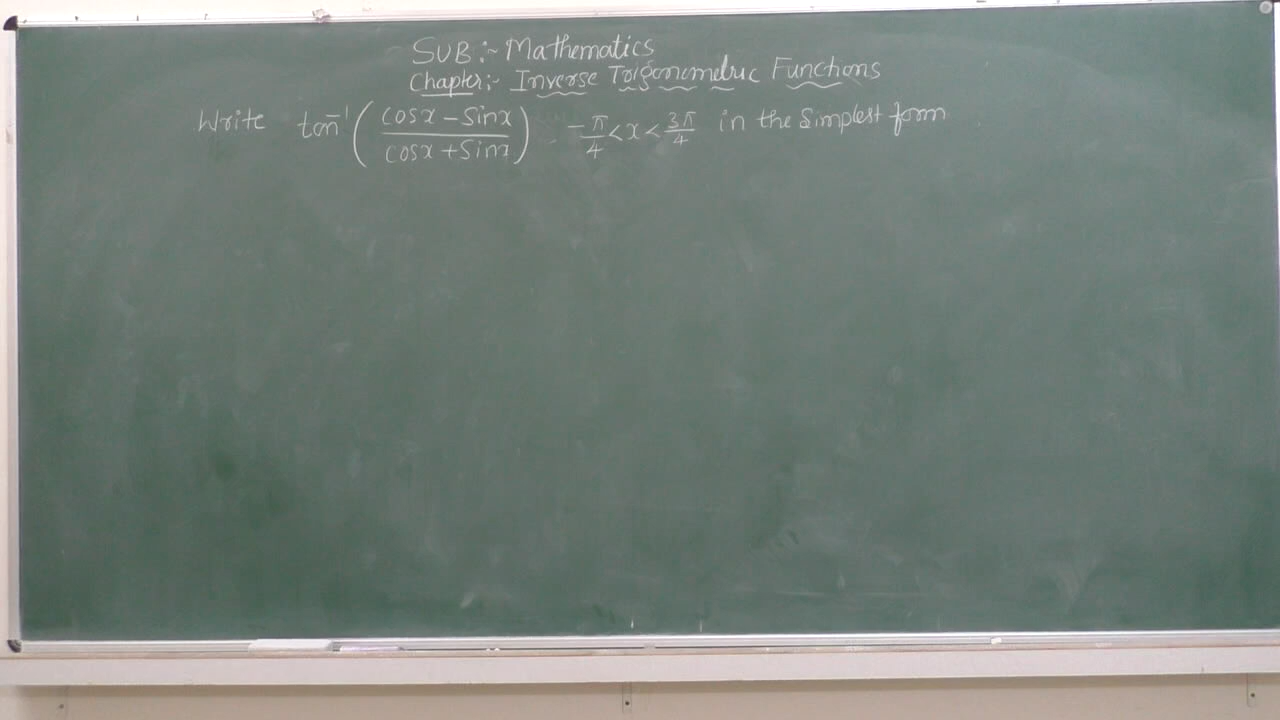 SUB:- Mathematics
Chapter:- Inverse Trigonometric Functions
Write tan⁻¹ ( (cosx - Sinx) / (cosx + Sinx) ) -π/4 < x < 3π/4 in the Simplest form